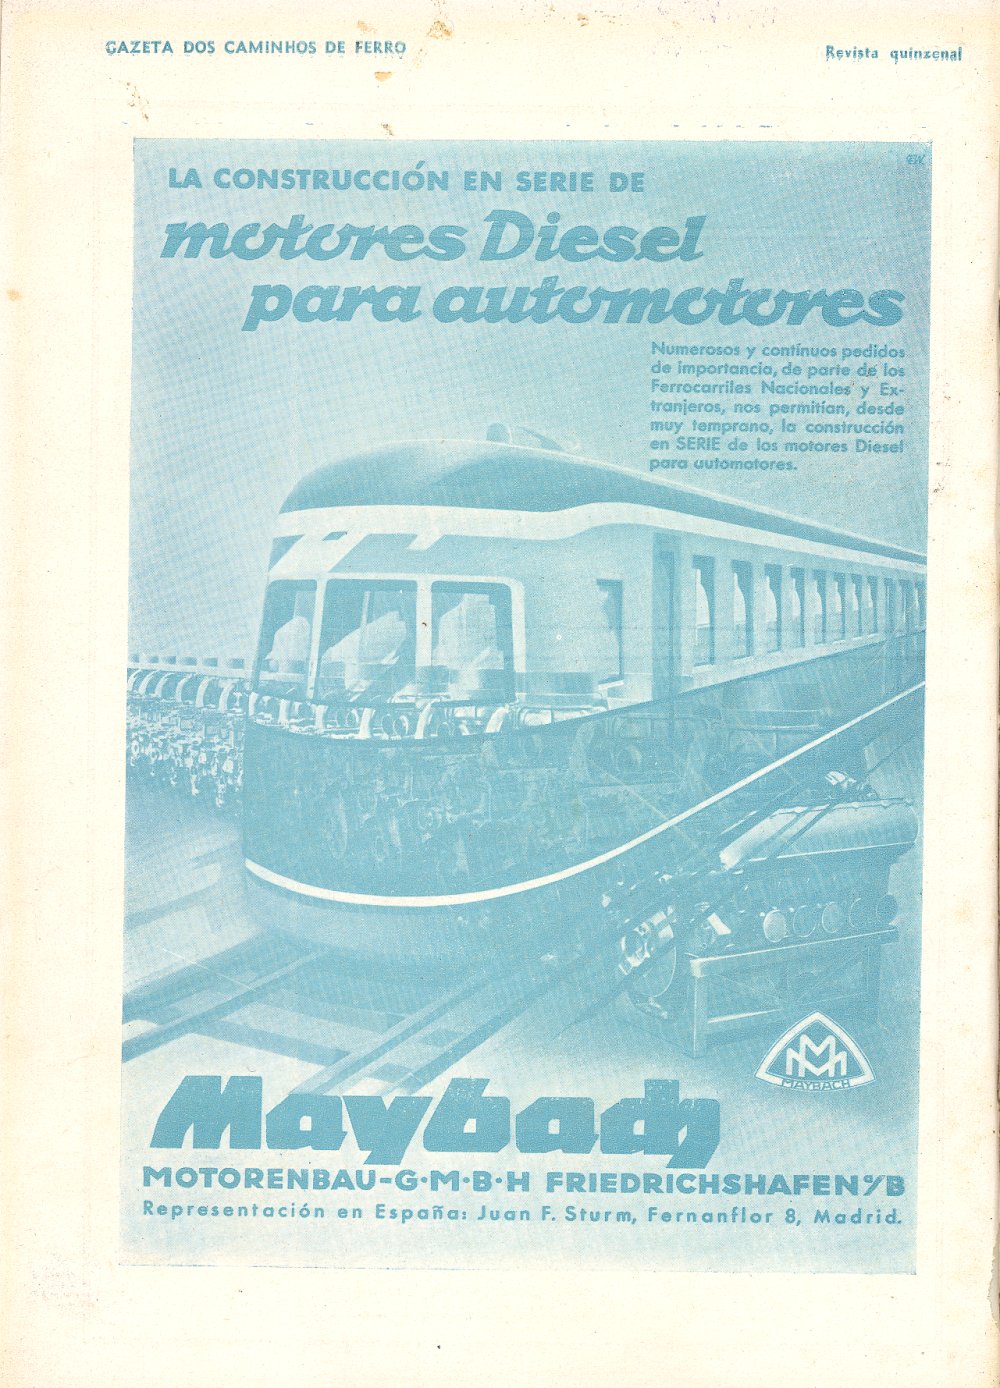 GAZETA DOS CAMINHOS DE FERRO
Revista quinzenal
LA CONSTRUCCIÓN EN SERIE DE
motores Diesel
para automotores
Numerosos y contínuos pedidos
de importancia, de parte de los
Ferrocarriles Nacionales y Ex-
tranjeros, nos permitían, desde
muy temprano, la construcción
en SERIE de los motores Diesel
para automotores.
MM
MAYBACH
Maybach
MOTORENBAU-G·M·B·H FRIEDRICHSHAFEN a/B
Representación en España: Juan F. Sturm, Fernanflor 8, Madrid.